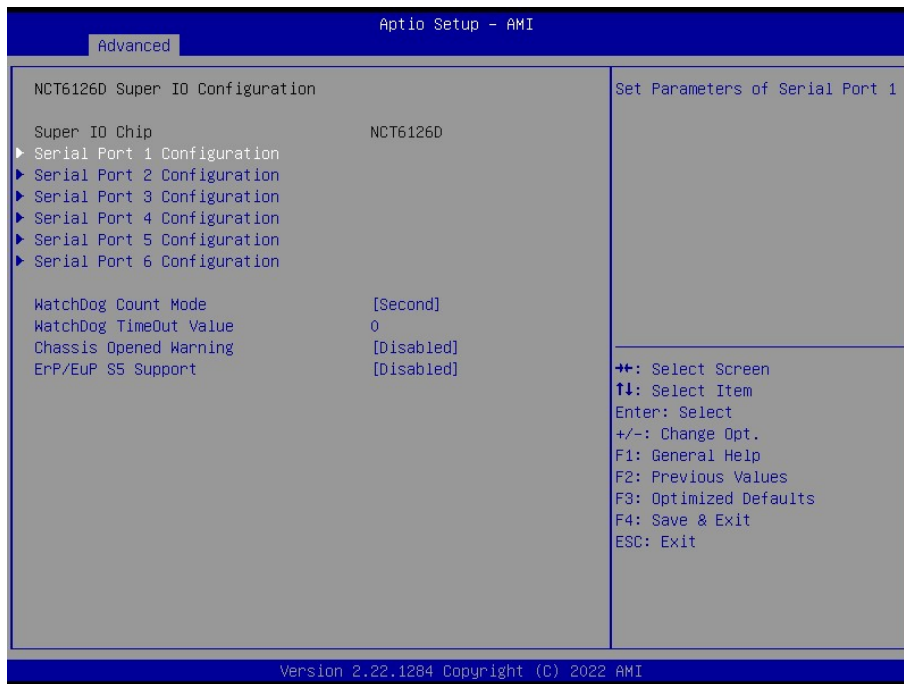 Aptio Setup - AMI
Advanced
NCT6126D Super IO Configuration
Super IO Chip NCT6126D
Serial Port 1 Configuration
Serial Port 2 Configuration
Serial Port 3 Configuration
Serial Port 4 Configuration
Serial Port 5 Configuration
Serial Port 6 Configuration
WatchDog Count Mode [Second]
WatchDog TimeOut Value 0
Chassis Opened Warning [Disabled]
ErP/EuP S5 Support [Disabled]
Set Parameters of Serial Port 1
→←: Select Screen
↑↓: Select Item
Enter: Select
+/-: Change Opt.
F1: General Help
F2: Previous Values
F3: Optimized Defaults
F4: Save & Exit
ESC: Exit
Version 2.22.1284 Copyright (C) 2022 AMI